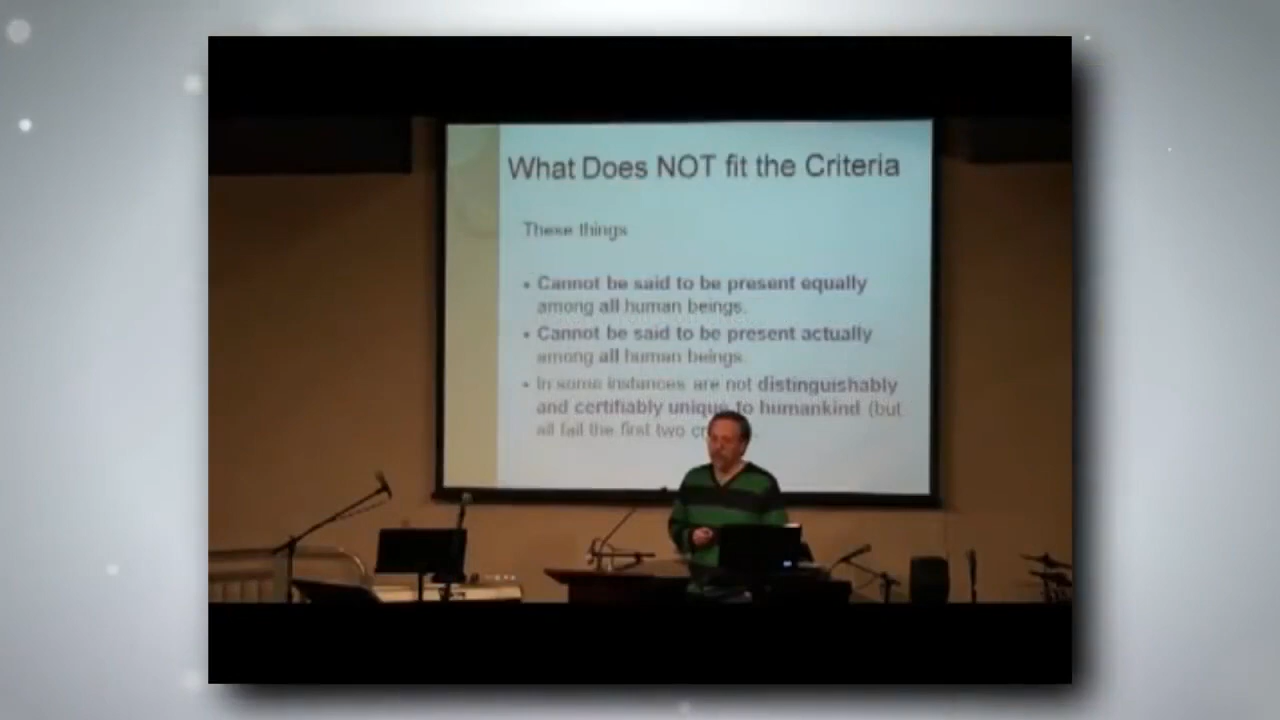 What Does NOT fit the Criteria
These things
• Cannot be said to be present equally
among all human beings.
• Cannot be said to be present actually
among all human beings.
• In some instances are not distinguishably
and certifiably unique to humankind (but
all fail the first two